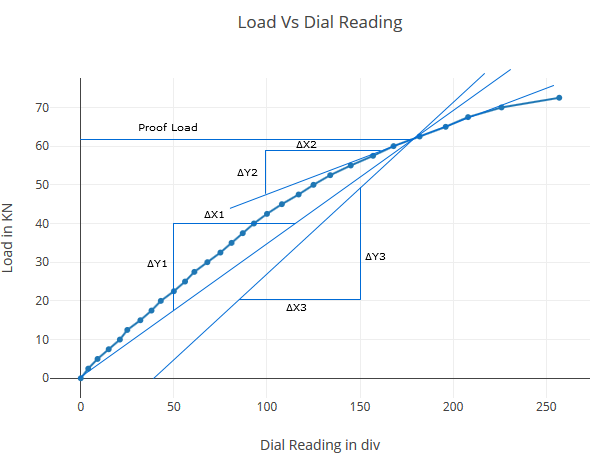 Load Vs Dial Reading
Load in KN
70
60
50
40
30
20
10
0
Proof Load
ΔX2
ΔY2
ΔX1
ΔY1
ΔY3
ΔX3
0
50
100
150
200
250
Dial Reading in div